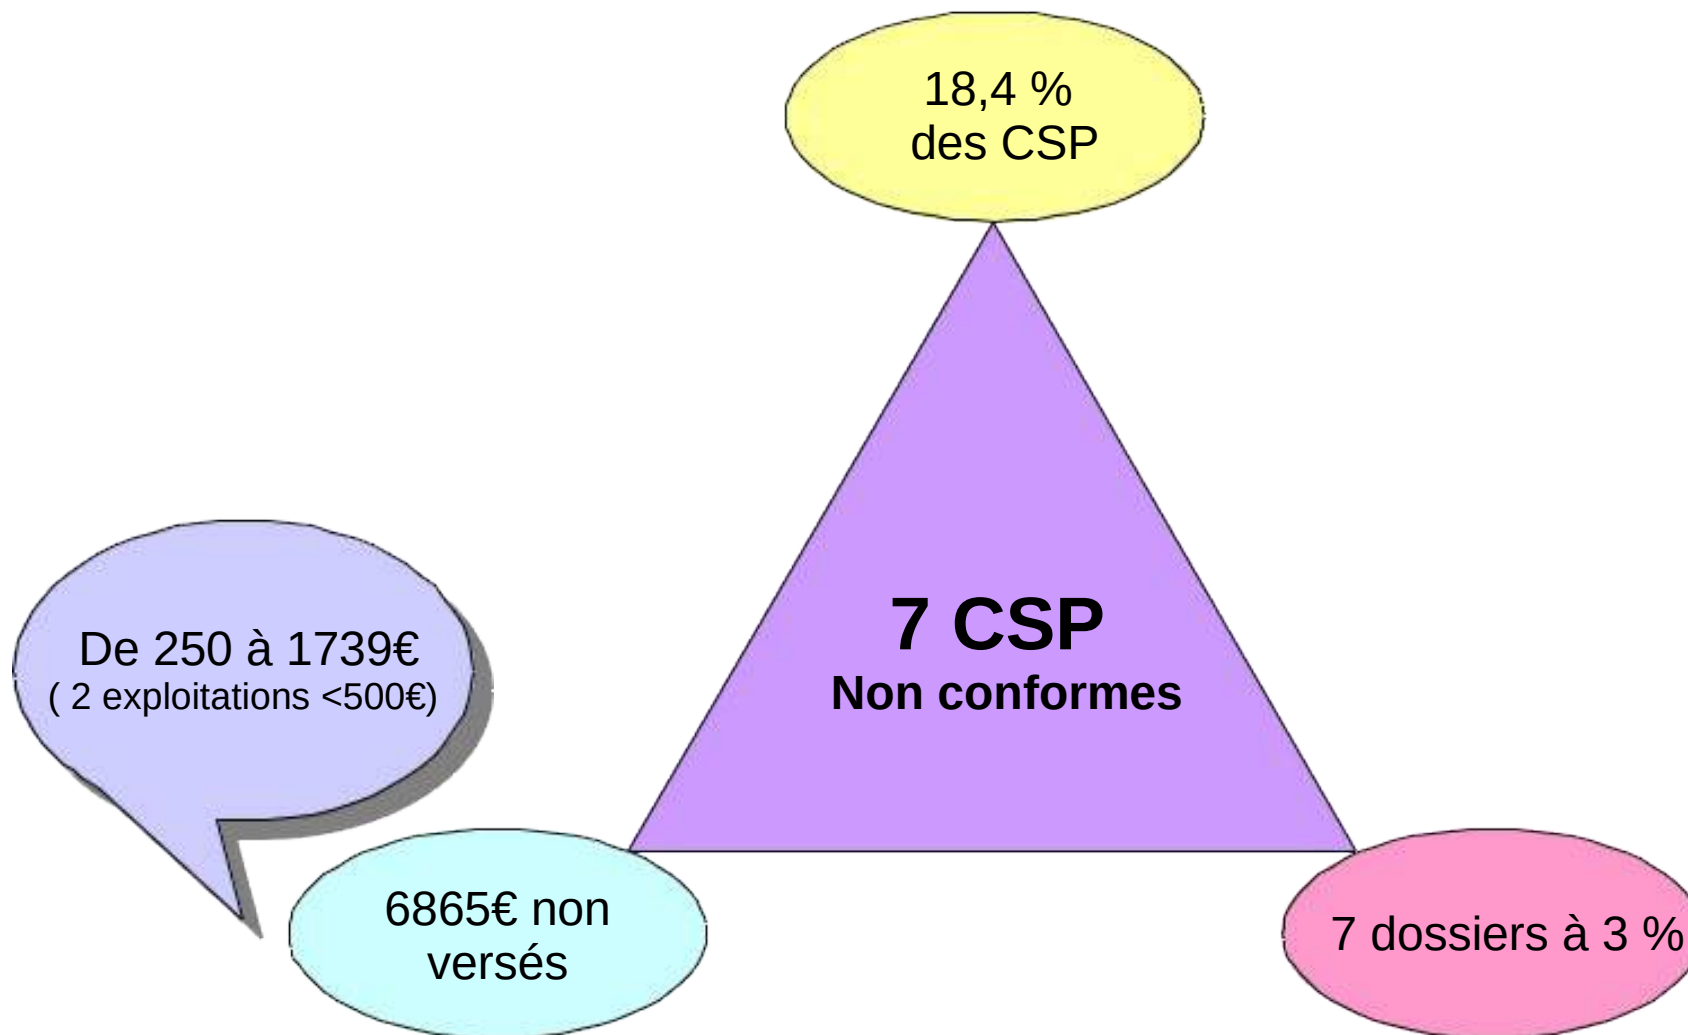 18,4 %
des CSP
7 CSP
Non conformes
De 250 à 1739€
( 2 exploitations <500€)
6865€ non
versés
7 dossiers à 3 %